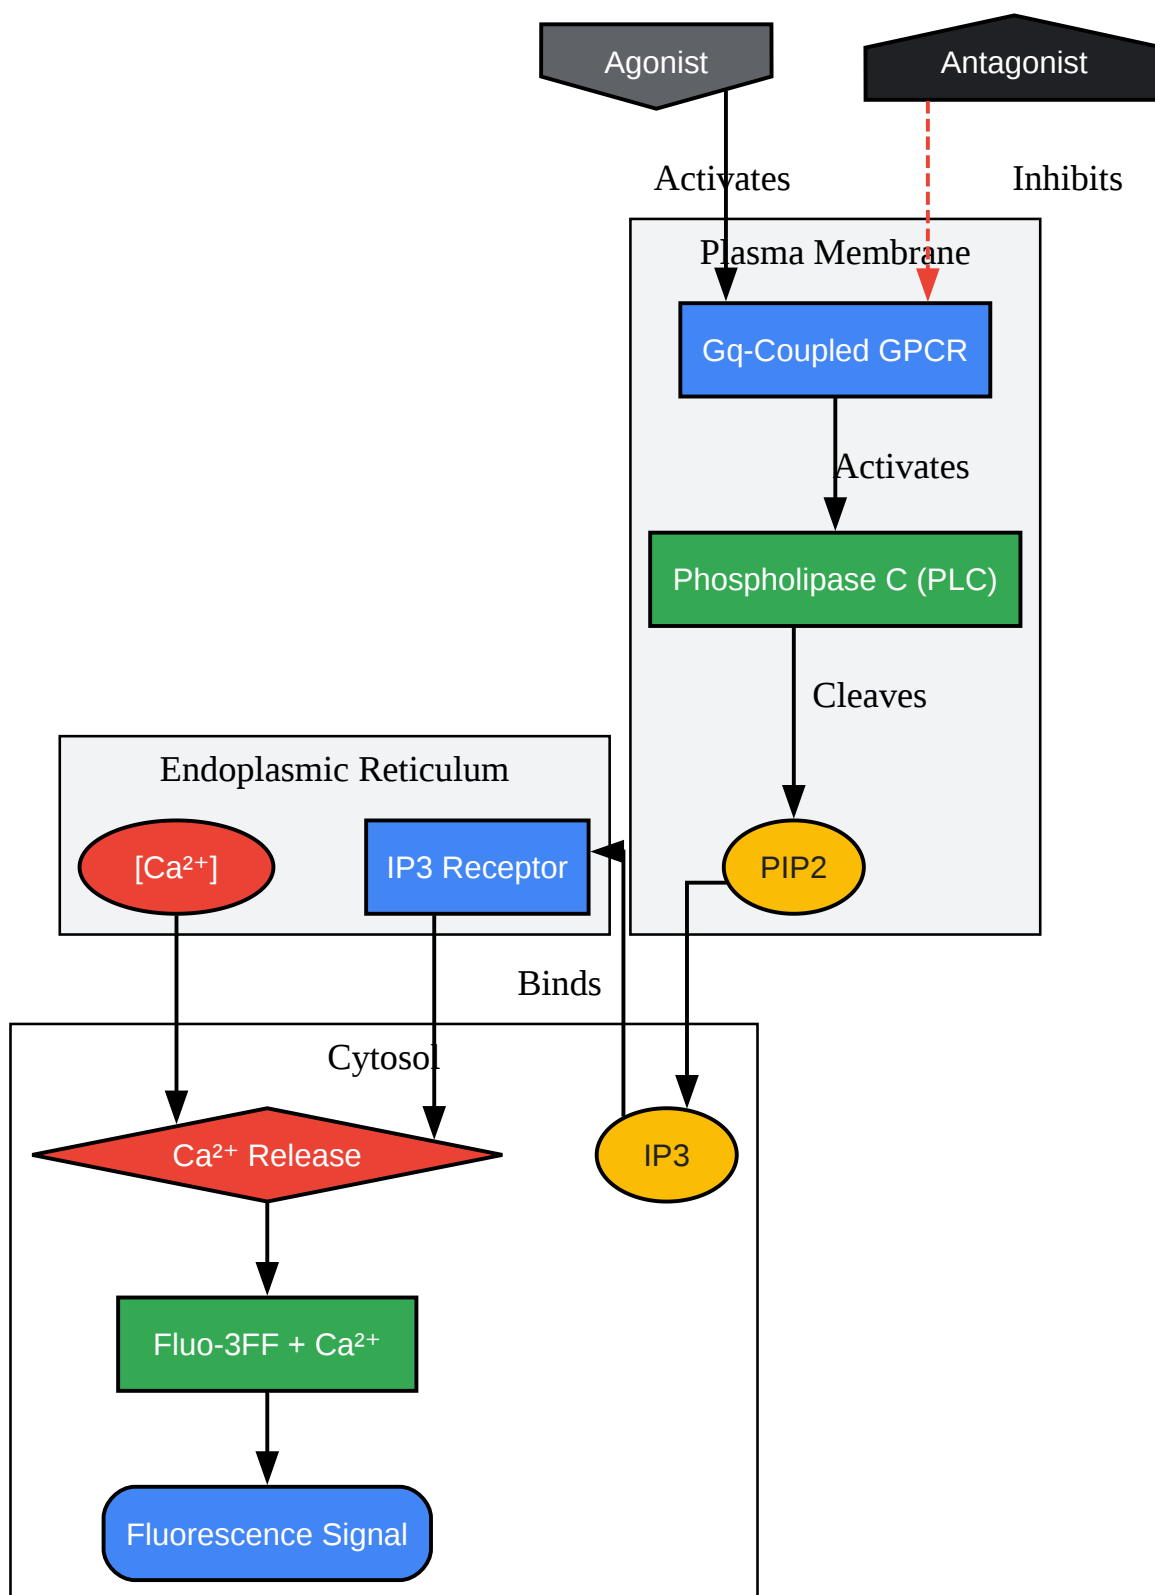 Agonist
Antagonist
Activates
Inhibits
Plasma Membrane
Gq-Coupled GPCR
Activates
Phospholipase C (PLC)
Cleaves
Endoplasmic Reticulum
[Ca²⁺]
IP3 Receptor
PIP2
Binds
Cytosol
Ca²⁺ Release
IP3
Fluo-3FF + Ca²⁺
Fluorescence Signal